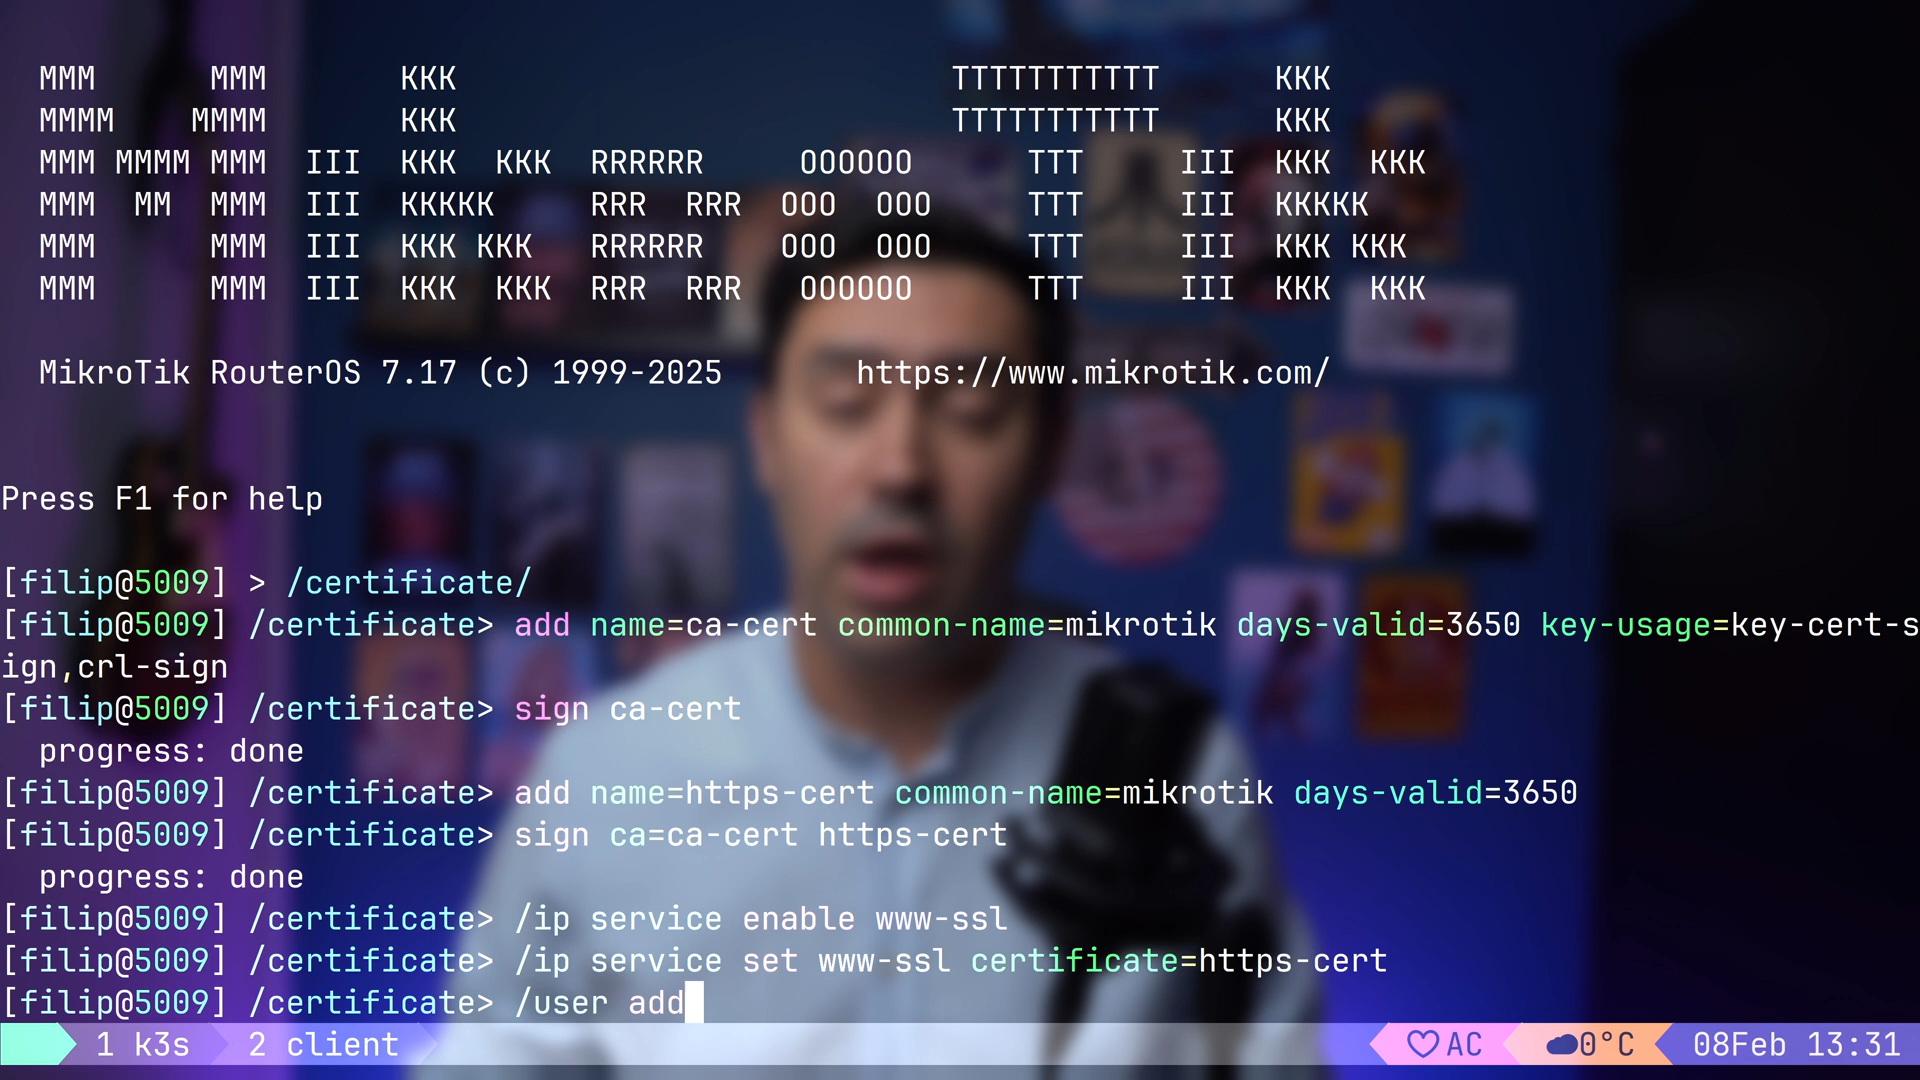 MMM      MMM       KKK                          TTTTTTTTTTT      KKK
MMMM    MMMM       KKK                          TTTTTTTTTTT      KKK
MMM MMMM MMM  III  KKK  KKK  RRRRRR     OOOOOO      TTT     III  KKK  KKK
MMM  MM  MMM  III  KKKKK     RRR  RRR  OOO  OOO     TTT     III  KKKKK
MMM      MMM  III  KKK KKK   RRRRRR    OOO  OOO     TTT     III  KKK KKK
MMM      MMM  III  KKK  KKK  RRR  RRR   OOOOOO      TTT     III  KKK  KKK
MikroTik RouterOS 7.17 (c) 1999-2025       https://www.mikrotik.com/
Press F1 for help
[filip@5009] > /certificate/
[filip@5009] /certificate> add name=ca-cert common-name=mikrotik days-valid=3650 key-usage=key-cert-s
ign,crl-sign
[filip@5009] /certificate> sign ca-cert
progress: done
[filip@5009] /certificate> add name=https-cert common-name=mikrotik days-valid=3650
[filip@5009] /certificate> sign ca=ca-cert https-cert
progress: done
[filip@5009] /certificate> /ip service enable www-ssl
[filip@5009] /certificate> /ip service set www-ssl certificate=https-cert
[filip@5009] /certificate> /user add
1 k3s 2 client AC 0°C 08Feb 13:31